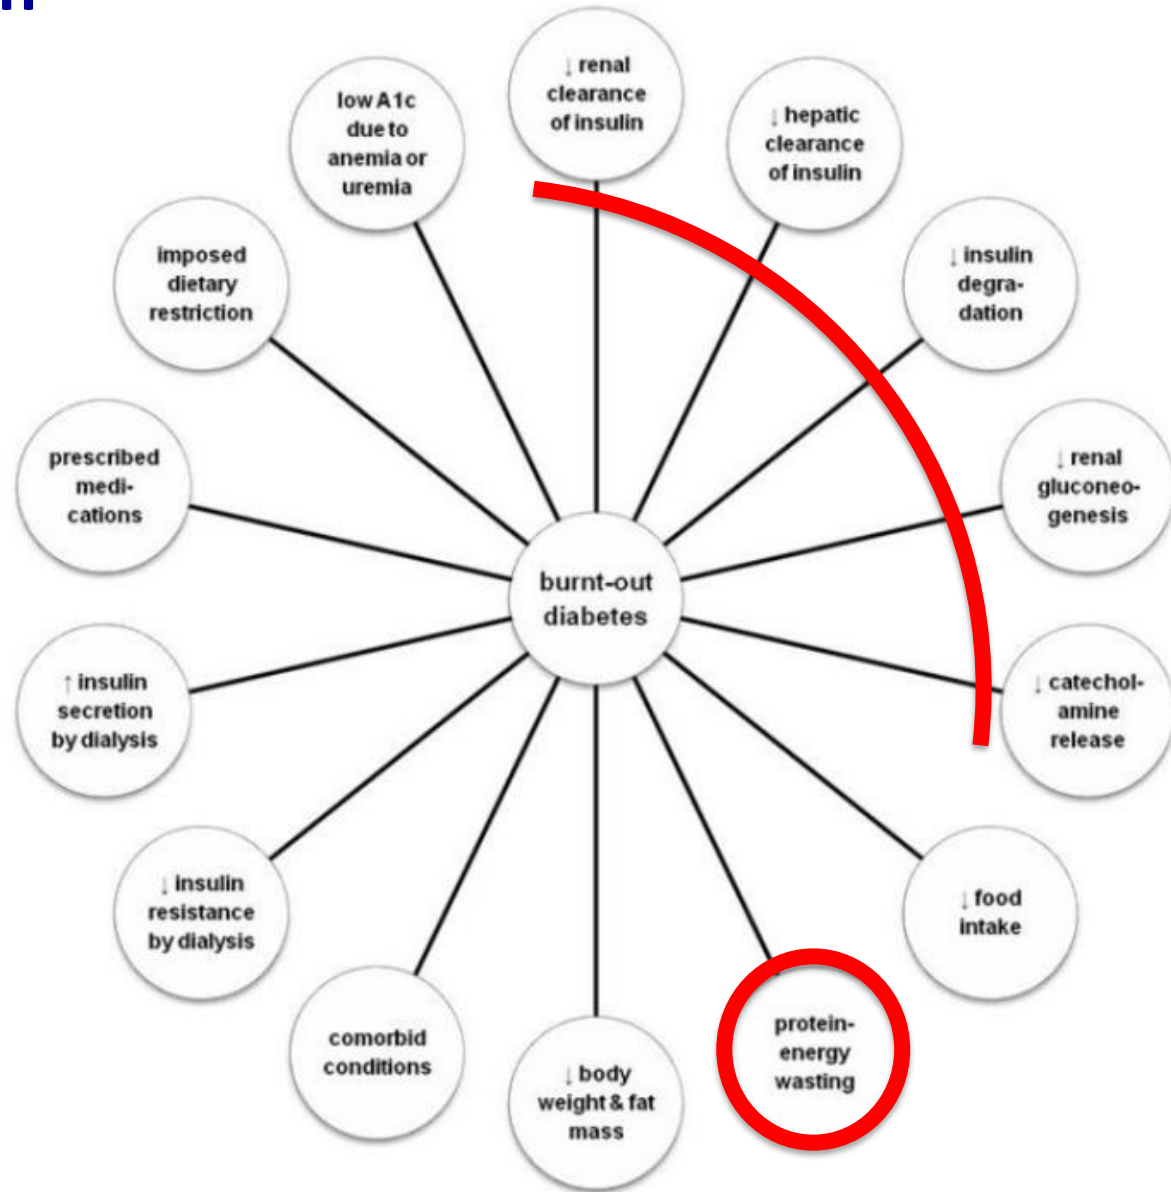 ↓ renal
clearance
of insulin
↓ hepatic
clearance
of insulin
↓ insulin
degra-
dation
↓ renal
gluconeo-
genesis
↓ catechol-
amine
release
↓ food
intake
protein-
energy
wasting
↓ body
weight & fat
mass
comorbid
conditions
↓ insulin
resistance
by dialysis
↑ insulin
secretion
by dialysis
prescribed
medi-
cations
imposed
dietary
restriction
low A1c
due to
anemia or
uremia
burnt-out
diabetes